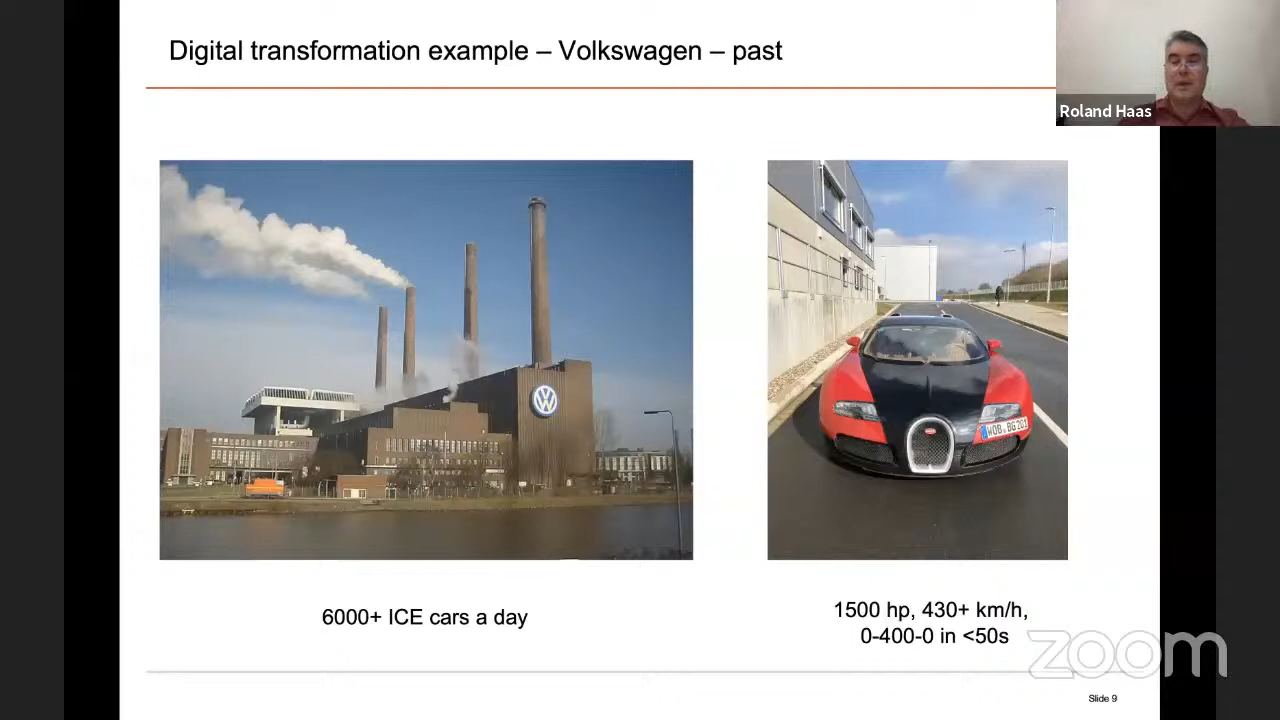 Digital transformation example – Volkswagen – past
Roland Haas
WOB
6000+ ICE cars a day
1500 hp, 430+ km/h,
0-400-0 in <50s
zoom
Slide 9